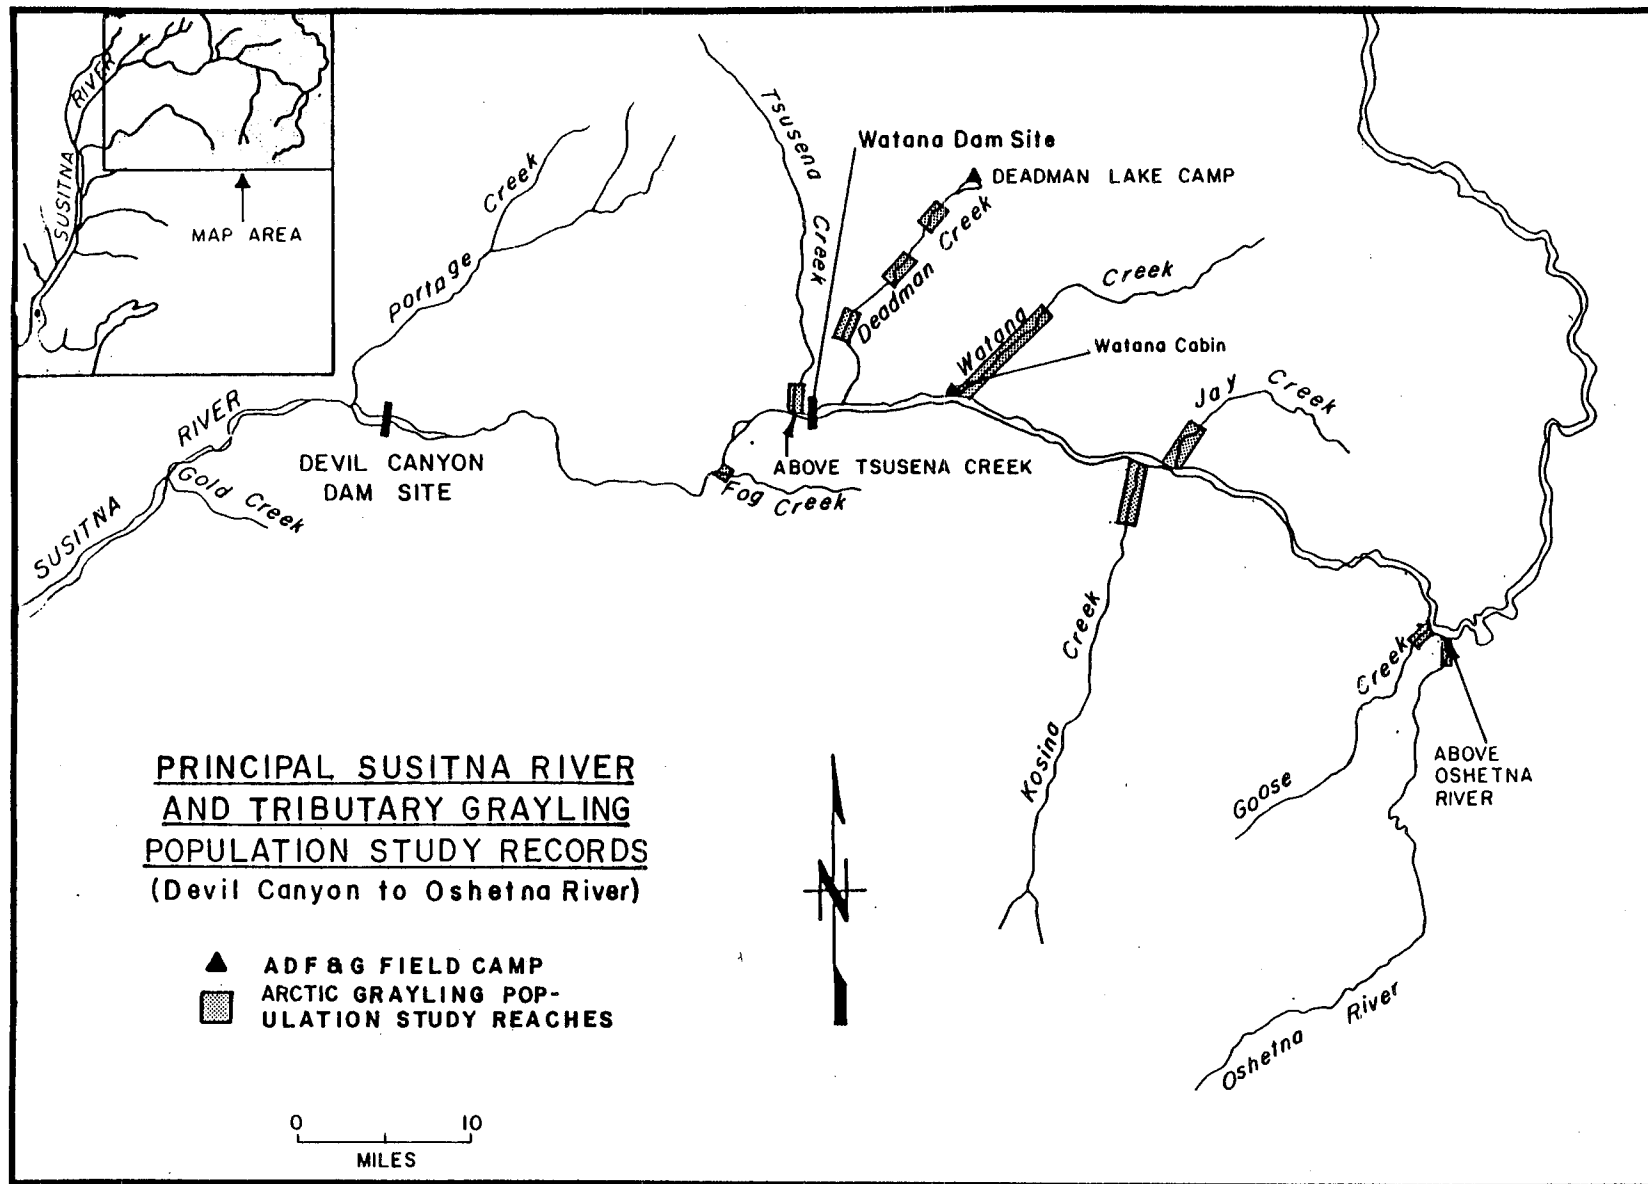 SUSITNA
RIVER
MAP AREA
Tsusena
Creek
Watana Dam Site
DEADMAN LAKE CAMP
Deadman Creek
Portage Creek
Watana Creek
Watana Cabin
Jay Creek
SUSITNA RIVER
Gold Creek
DEVIL CANYON
DAM SITE
ABOVE TSUSENA CREEK
Fog Creek
Kosina Creek
Goose Creek
ABOVE
OSHETNA
RIVER
Oshetna River
PRINCIPAL SUSITNA RIVER
AND TRIBUTARY GRAYLING
POPULATION STUDY RECORDS
(Devil Canyon to Oshetna River)
N
ADF&G FIELD CAMP
ARCTIC GRAYLING POP-
ULATION STUDY REACHES
0 10
MILES